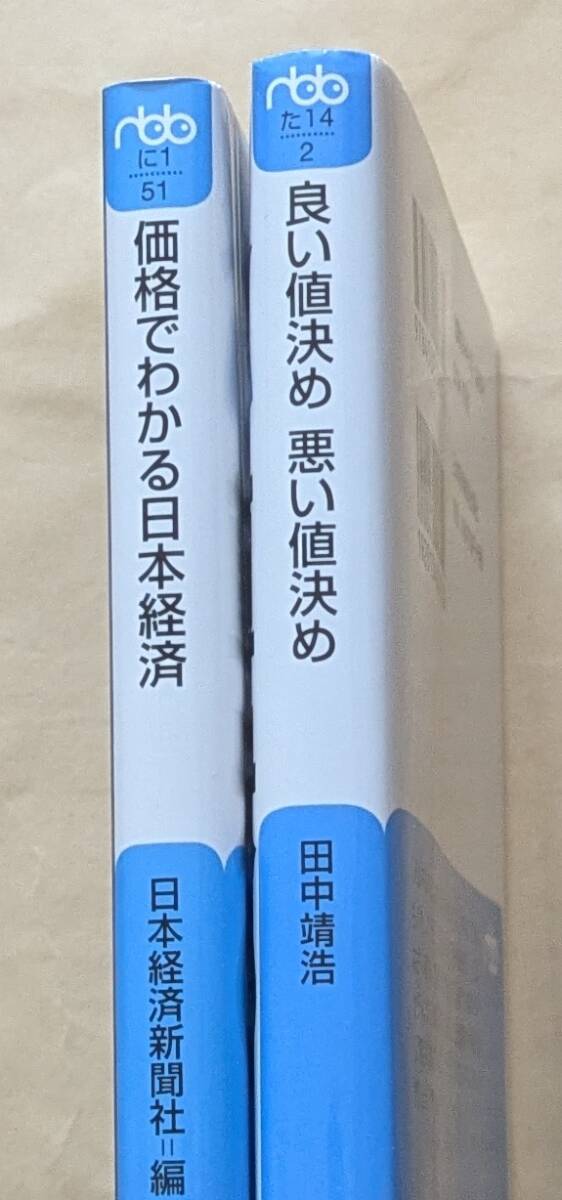 nbb
に1
51
価格でわかる日本経済
日本経済新聞社=編
nbb
た14
2
良い値決め 悪い値決め
田中靖浩